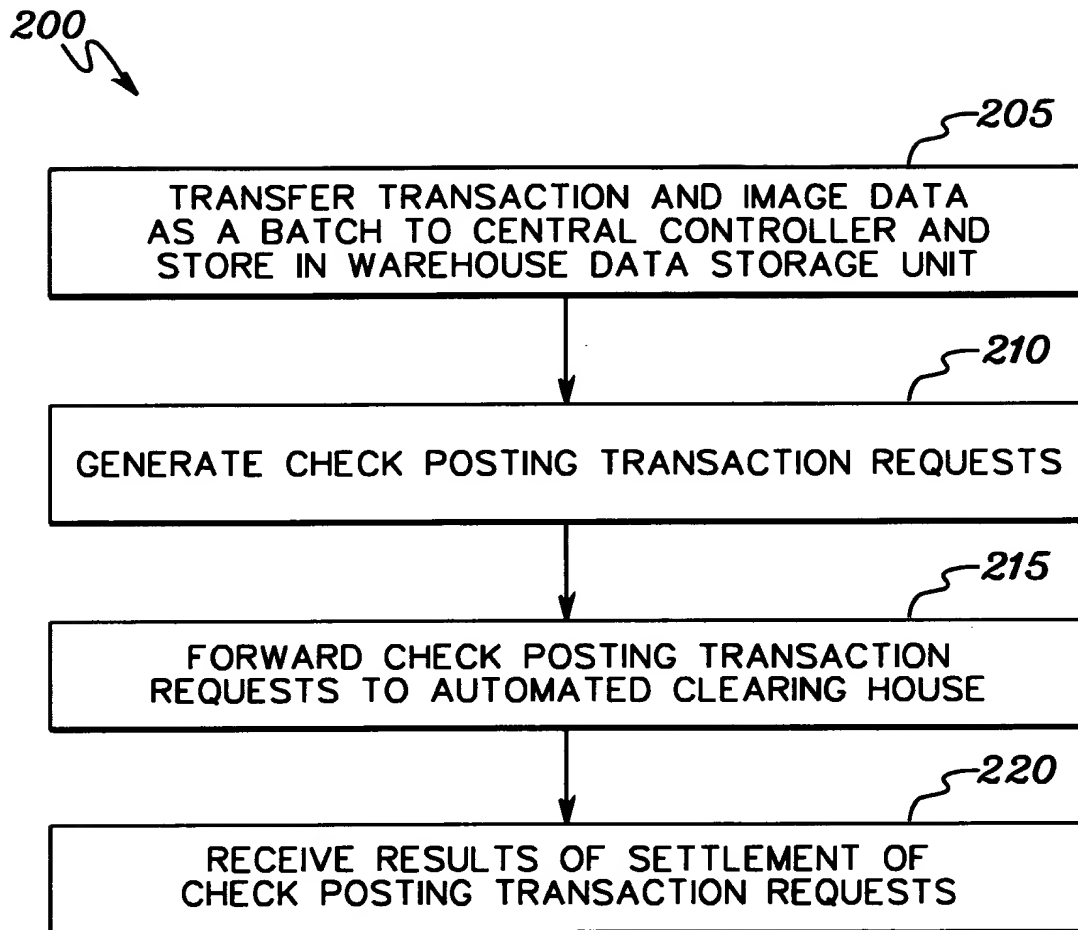 200
205
TRANSFER TRANSACTION AND IMAGE DATA
AS A BATCH TO CENTRAL CONTROLLER AND
STORE IN WAREHOUSE DATA STORAGE UNIT
210
GENERATE CHECK POSTING TRANSACTION REQUESTS
215
FORWARD CHECK POSTING TRANSACTION
REQUESTS TO AUTOMATED CLEARING HOUSE
220
RECEIVE RESULTS OF SETTLEMENT OF
CHECK POSTING TRANSACTION REQUESTS